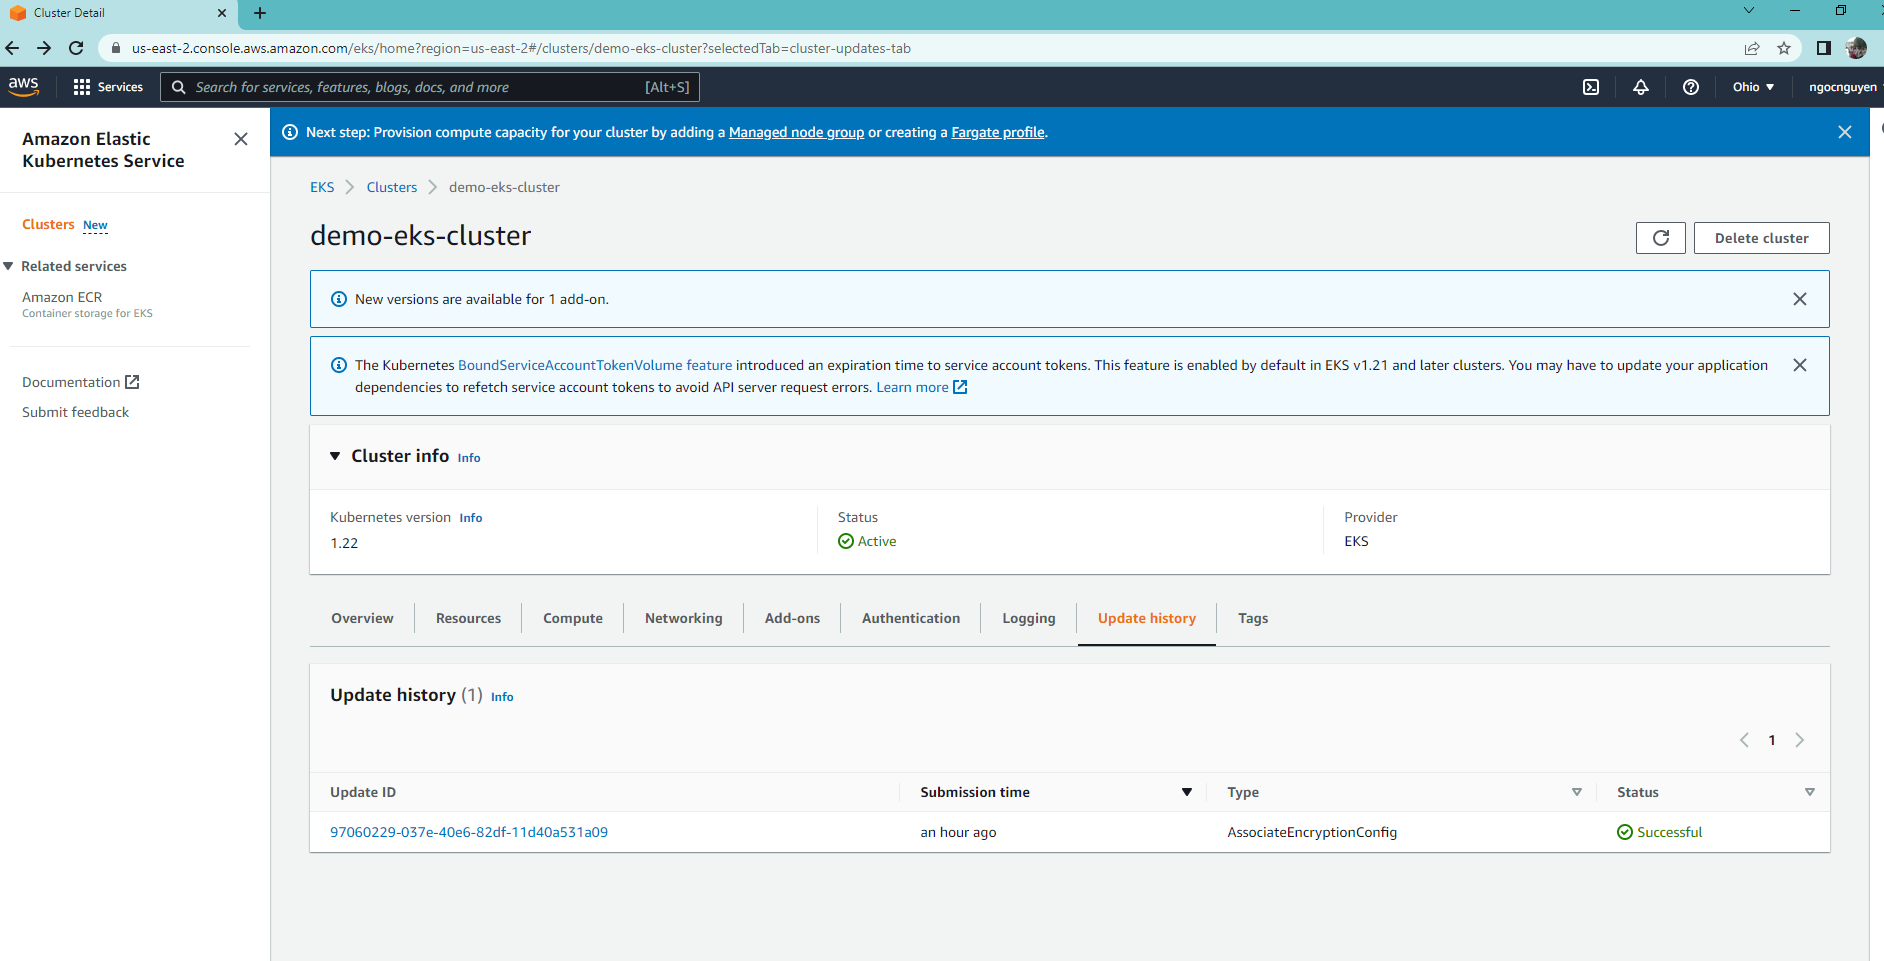 Cluster Detail
us-east-2.console.aws.amazon.com/eks/home?region=us-east-2#/clusters/demo-eks-cluster?selectedTab=cluster-updates-tab
aws
Services
Search for services, features, blogs, docs, and more
[Alt+S]
Ohio
ngocnguyen
Amazon Elastic
Kubernetes Service
Clusters New
Related services
Amazon ECR
Container storage for EKS
Documentation
Submit feedback
Next step: Provision compute capacity for your cluster by adding a Managed node group or creating a Fargate profile.
EKS
Clusters
demo-eks-cluster
demo-eks-cluster
Delete cluster
New versions are available for 1 add-on.
The Kubernetes BoundServiceAccountTokenVolume feature introduced an expiration time to service account tokens. This feature is enabled by default in EKS v1.21 and later clusters. You may have to update your application
dependencies to refetch service account tokens to avoid API server request errors. Learn more
Cluster info Info
Kubernetes version Info
1.22
Status
Active
Provider
EKS
Overview
Resources
Compute
Networking
Add-ons
Authentication
Logging
Update history
Tags
Update history (1) Info
1
Update ID
Submission time
Type
Status
97060229-037e-40e6-82df-11d40a531a09
an hour ago
AssociateEncryptionConfig
Successful